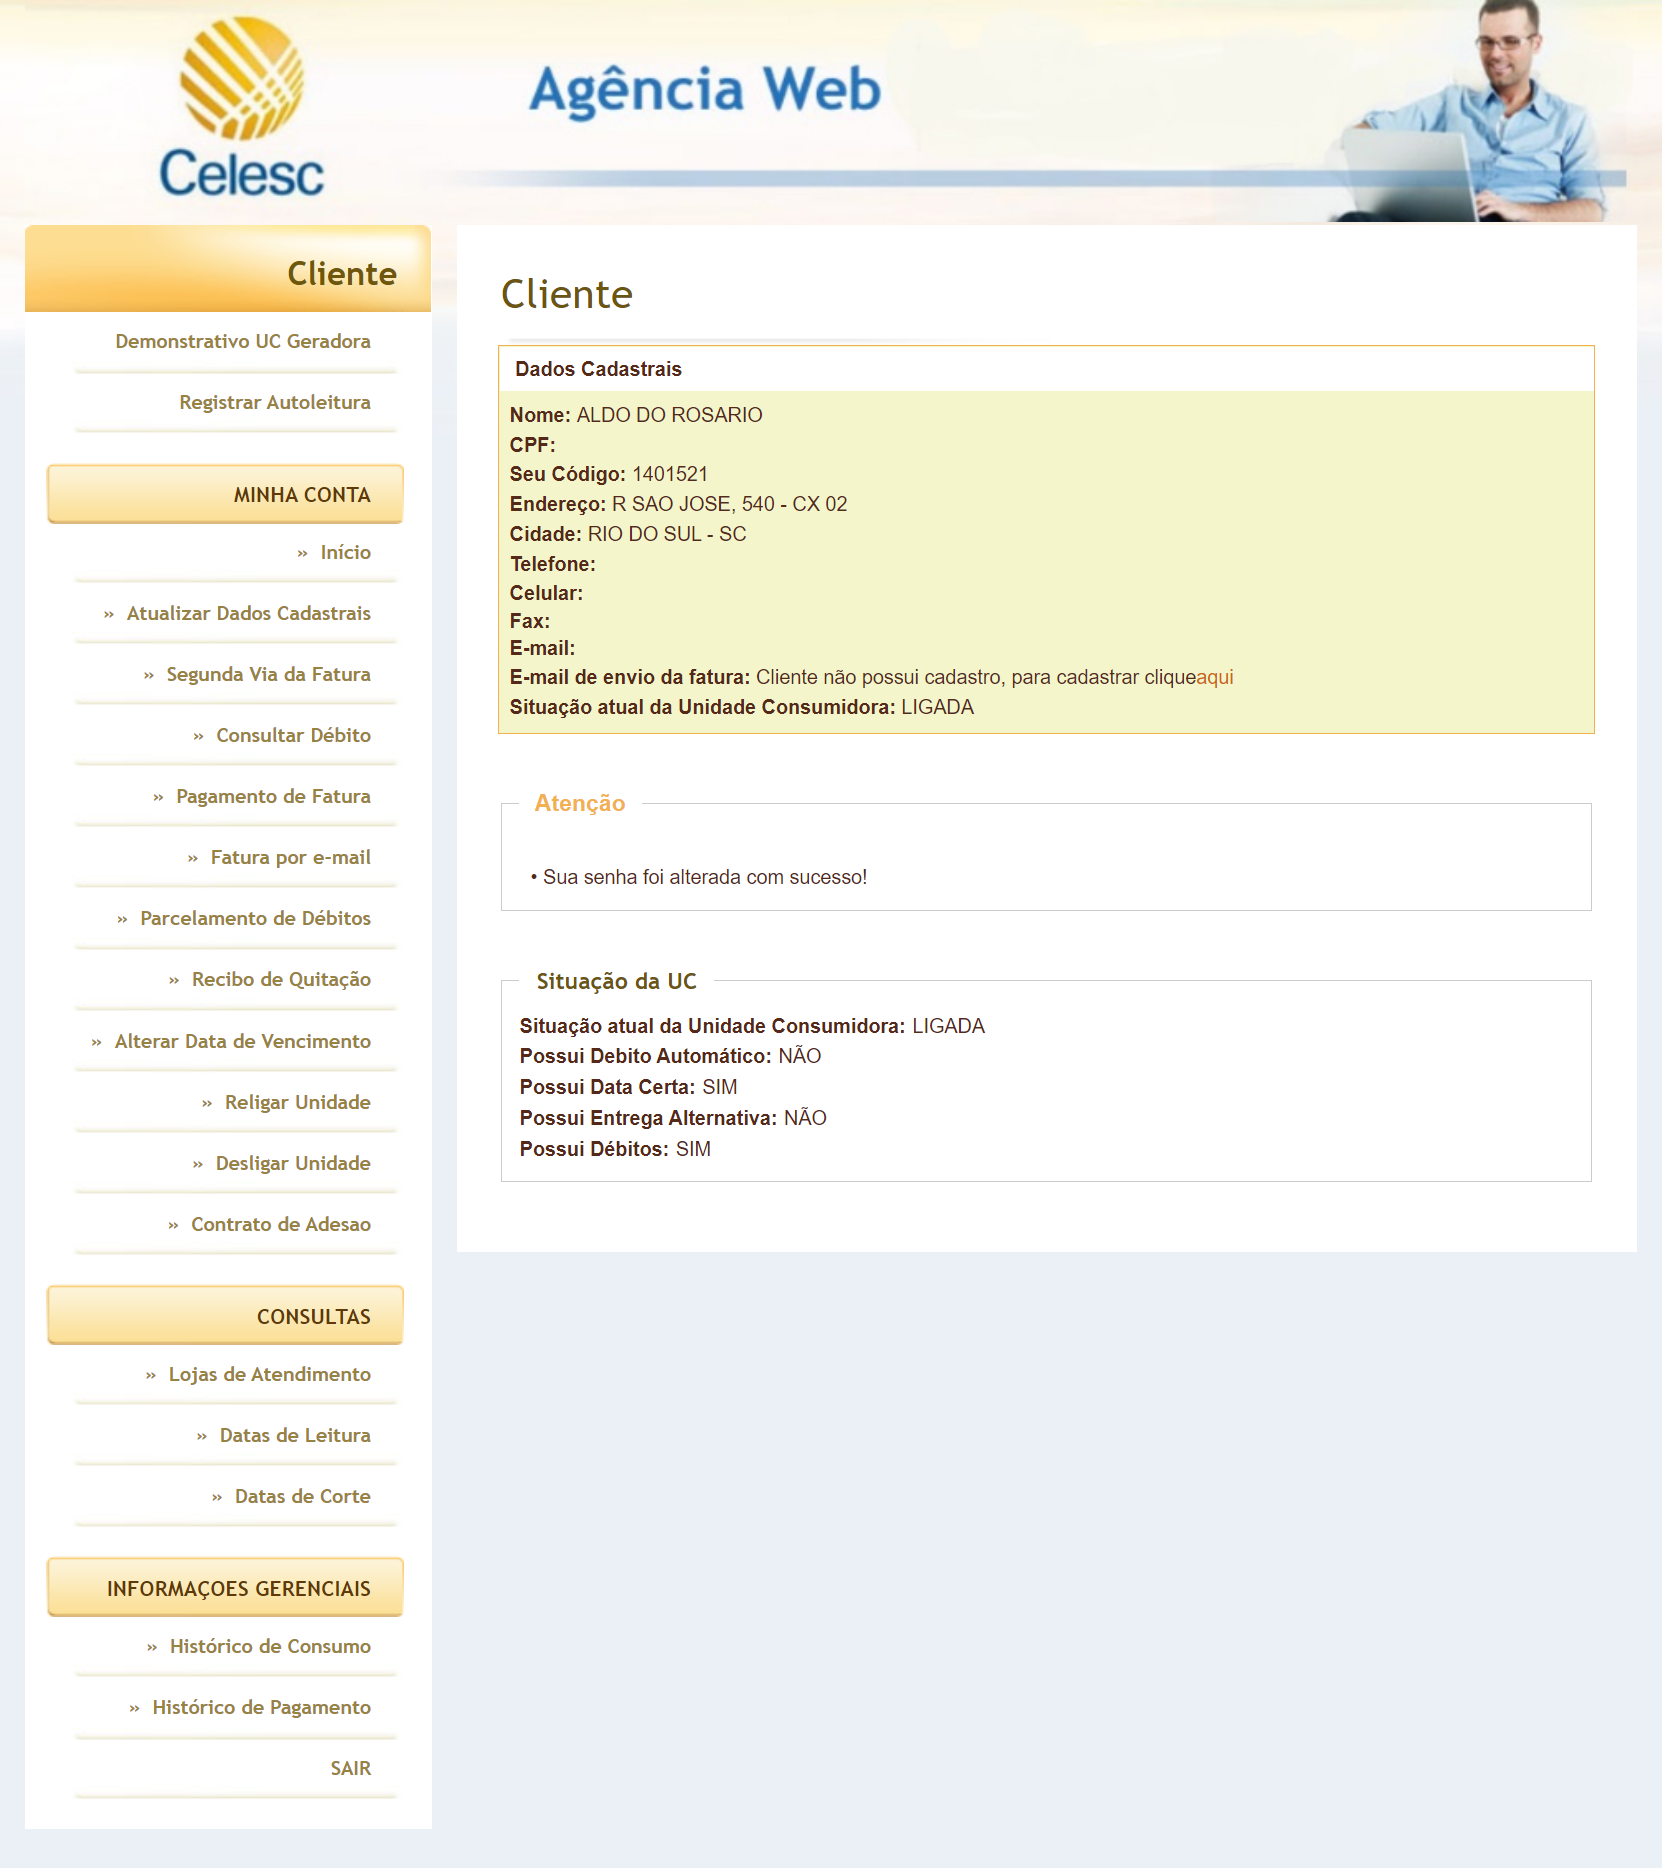 Celesc
Agência Web
Cliente
Demonstrativo UC Geradora
Registrar Autoleitura
MINHA CONTA
» Início
» Atualizar Dados Cadastrais
» Segunda Via da Fatura
» Consultar Débito
» Pagamento de Fatura
» Fatura por e-mail
» Parcelamento de Débitos
» Recibo de Quitação
» Alterar Data de Vencimento
» Religar Unidade
» Desligar Unidade
» Contrato de Adesao
CONSULTAS
» Lojas de Atendimento
» Datas de Leitura
» Datas de Corte
INFORMAÇOES GERENCIAIS
» Histórico de Consumo
» Histórico de Pagamento
SAIR
Cliente
Dados Cadastrais
Nome: ALDO DO ROSARIO
CPF:
Seu Código: 1401521
Endereço: R SAO JOSE, 540 - CX 02
Cidade: RIO DO SUL - SC
Telefone:
Celular:
Fax:
E-mail:
E-mail de envio da fatura: Cliente não possui cadastro, para cadastrar cliqueaqui
Situação atual da Unidade Consumidora: LIGADA
Atenção
• Sua senha foi alterada com sucesso!
Situação da UC
Situação atual da Unidade Consumidora: LIGADA
Possui Debito Automático: NÃO
Possui Data Certa: SIM
Possui Entrega Alternativa: NÃO
Possui Débitos: SIM